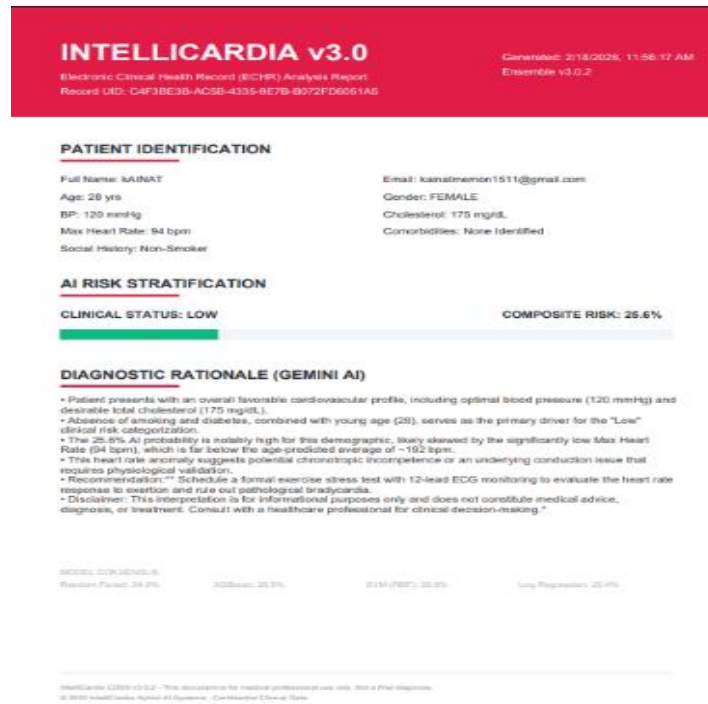 INTELLICARDIA v3.0
Generated: 2/18/2026, 11:56:17 AM
Electronic Clinical Health Record (ECHR) Analysis Report
Ensemble v3.0.2
Record UID:
PATIENT IDENTIFICATION
Full Name: kAINAT
Email: kainatmemon1511@gmail.com
Age: 28 yrs
Gender: FEMALE
BP: 120 mmHg
Cholesterol: 175 mg/dL
Max Heart Rate: 94 bpm
Comorbidities: None Identified
Social History: Non-Smoker
AI RISK STRATIFICATION
CLINICAL STATUS: LOW
COMPOSITE RISK: 25.6%
DIAGNOSTIC RATIONALE (GEMINI AI)
• Patient presents with an overall favorable cardiovascular profile, including optimal blood pressure (120 mmHg) and
desirable total cholesterol (175 mg/dL).
• Absence of smoking and diabetes, combined with young age (28), serves as the primary driver for the "Low"
clinical risk categorization.
• The 25.6% AI probability is notably high for this demographic, likely skewed by the significantly low Max Heart
Rate (94 bpm), which is far below the age-predicted average of ~192 bpm.
• This heart rate anomaly suggests potential chronotropic incompetence or an underlying conduction issue that
requires physiological validation.
• Recommendation:** Schedule a formal exercise stress test with 12-lead ECG monitoring to evaluate the heart rate
response to exertion and rule out pathological bradycardia.
• Disclaimer: This interpretation is for informational purposes only and does not constitute medical advice,
diagnosis, or treatment. Consult with a healthcare professional for clinical decision-making.*
MODEL CONSENSUS
Random Forest:
XGBoost:
SVM (RBF):
Log Regression: